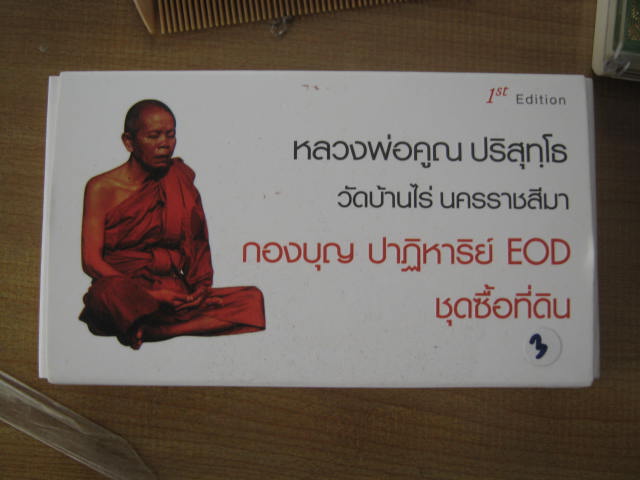 1st Edition
หลวงพ่อคูณ ปริสุทฺโธ
วัดบ้านไร่ นครราชสีมา
กองบุญ ปาฏิหาริย์ EOD
ชุดซื้อที่ดิน
3